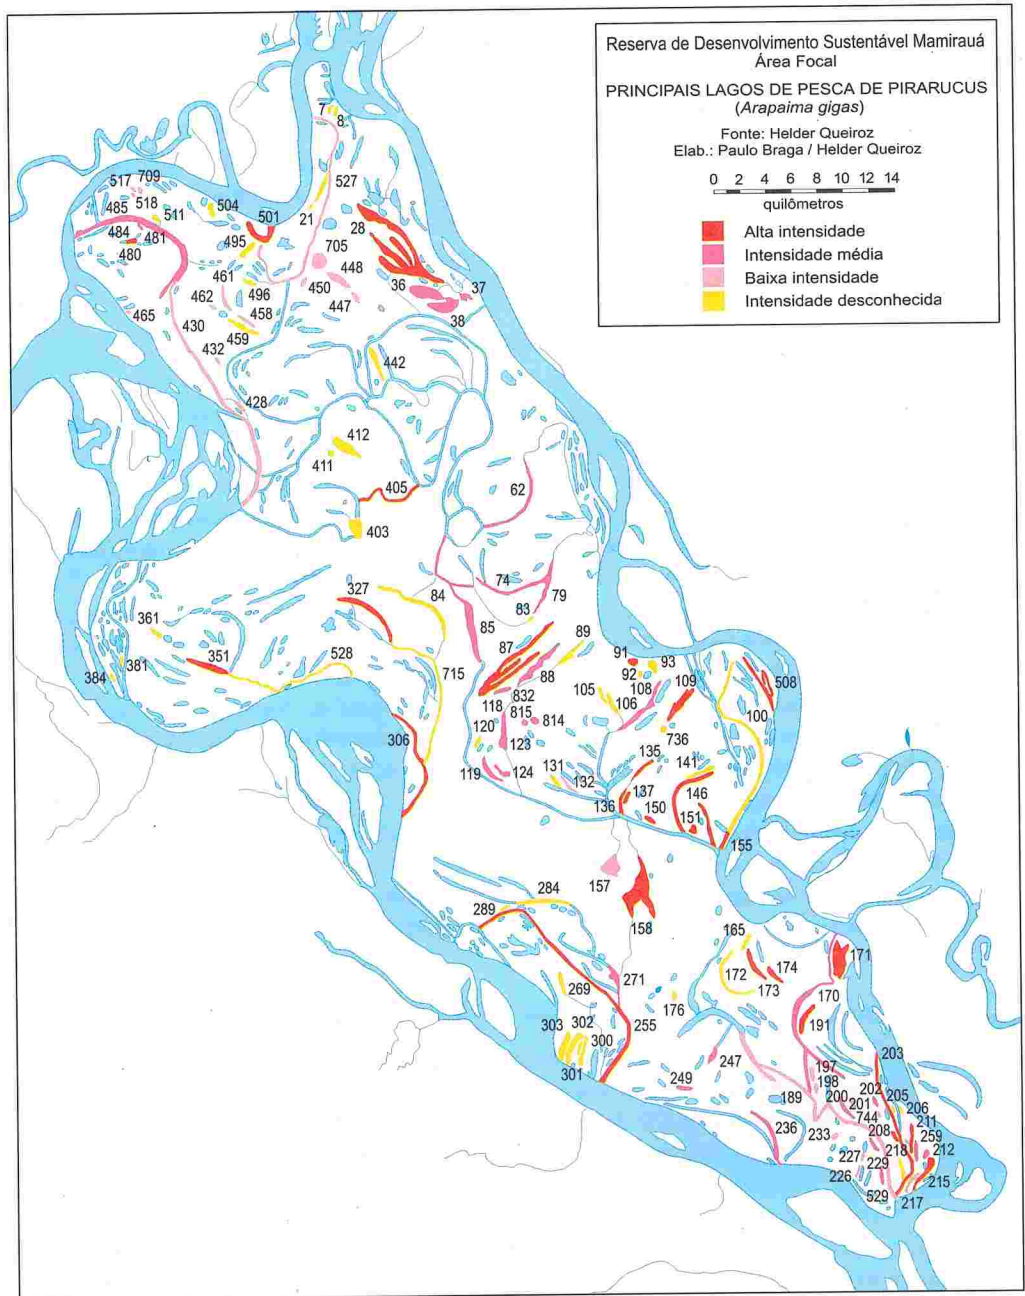 Reserva de Desenvolvimento Sustentável Mamirauá
Área Focal
PRINCIPAIS LAGOS DE PESCA DE PIRARUCUS
(Arapaima gigas)
Fonte: Helder Queiroz
Elab.: Paulo Braga / Helder Queiroz
0 2 4 6 8 10 12 14
quilômetros
Alta intensidade
Intensidade média
Baixa intensidade
Intensidade desconhecida
7
8
527
517 709
485 518 511 504 501 21 28
484 481
480 495 705
461 448 36 37
450
462 496 447
465 458 38
430 459
432 442
428
412
411
405 62
403
327 84 74 79
83
361 85 89
351 87 91 93
381 528 88 92 109 508
384 715 118 832 105 108
815 106 100
120 814 736
306 123
135
119 124 131 141
132 137 146
136 150 151
155
157
284
289 158
165
171
172 174
271 173 170
269 176
191
303 302 255
300 203
301 247 197
249 198 202 205
189 200 201 206
744 211
236 233 208 259
218 212
227
226 229 215
529 217